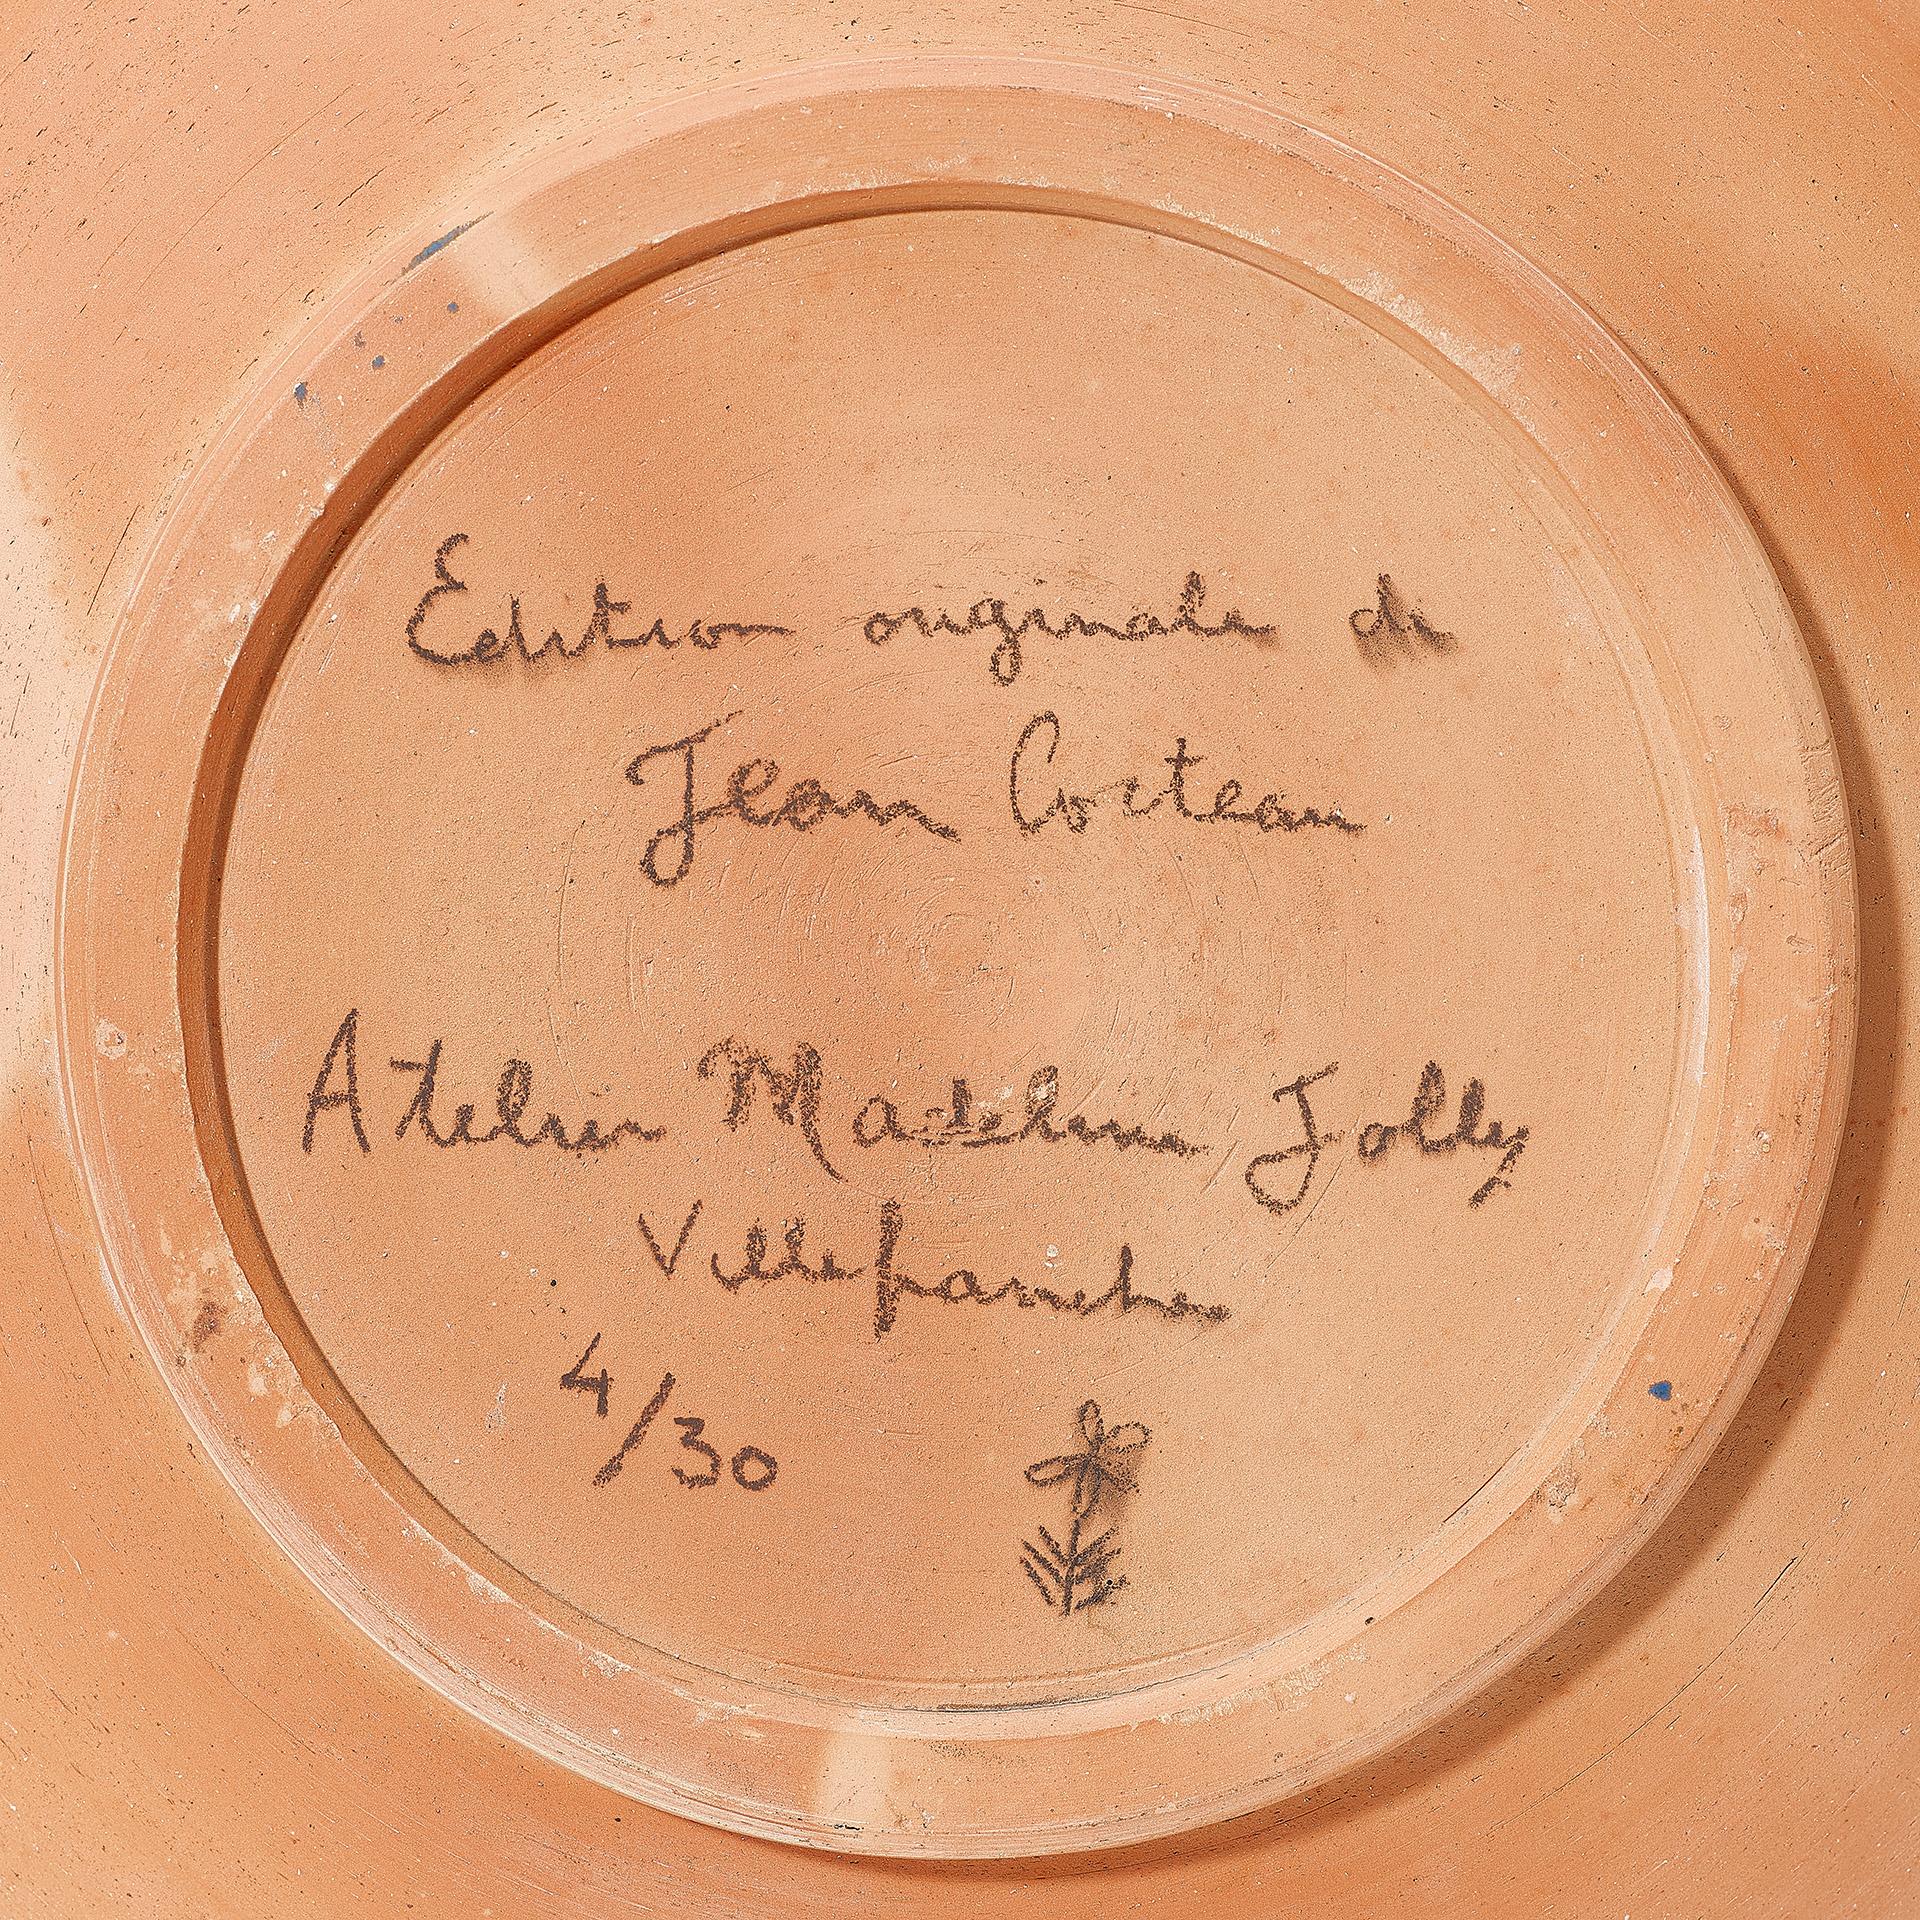 Edition originale de
Jean Cocteau
Atelier Madeline Jolly
Villefranche
4/30